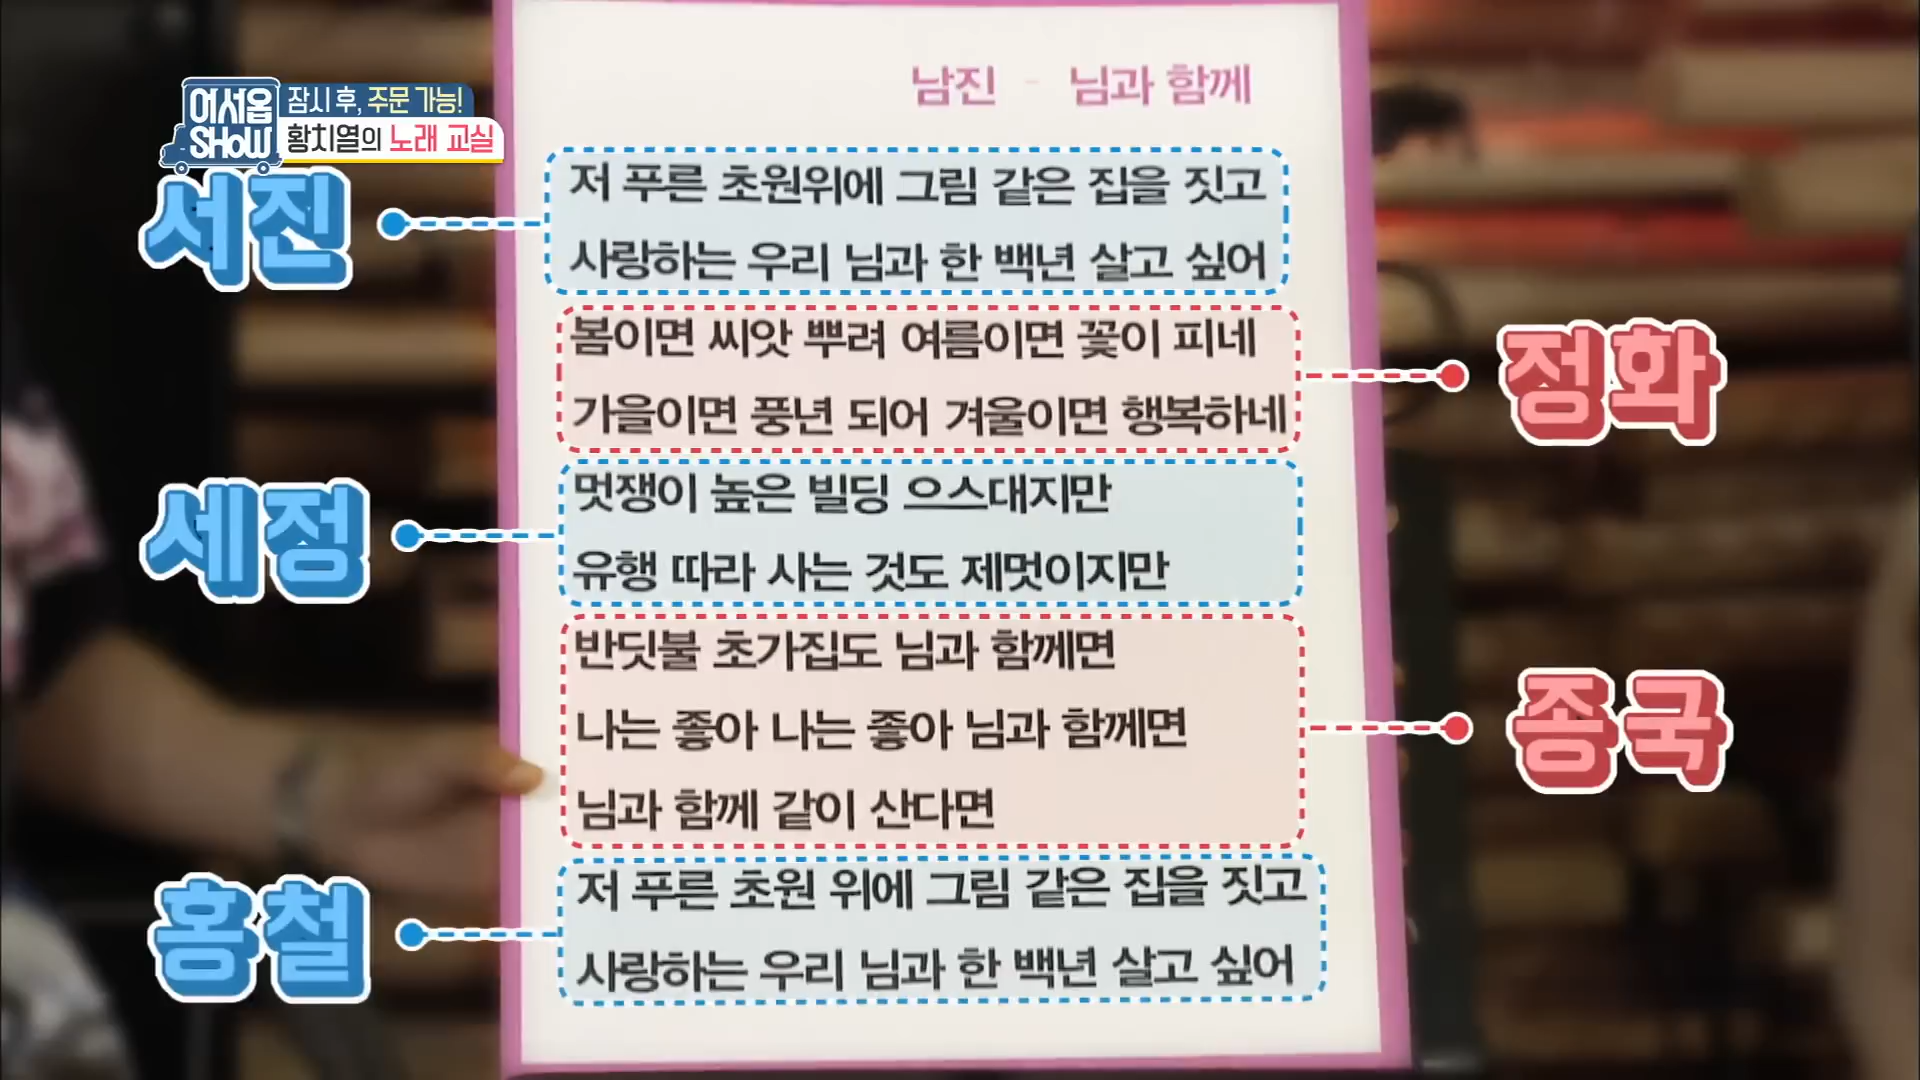 어서옵
SHOW
잠시 후, 주문 가능!
황치열의 노래 교실
남진 - 님과 함께
서진
저 푸른 초원위에 그림 같은 집을 짓고
사랑하는 우리 님과 한 백년 살고 싶어
봄이면 씨앗 뿌려 여름이면 꽃이 피네
가을이면 풍년 되어 겨울이면 행복하네
정화
세정
멋쟁이 높은 빌딩 으스대지만
유행 따라 사는 것도 제멋이지만
반딧불 초가집도 님과 함께면
나는 좋아 나는 좋아 님과 함께면
님과 함께 같이 산다면
종국
홍철
저 푸른 초원 위에 그림 같은 집을 짓고
사랑하는 우리 님과 한 백년 살고 싶어